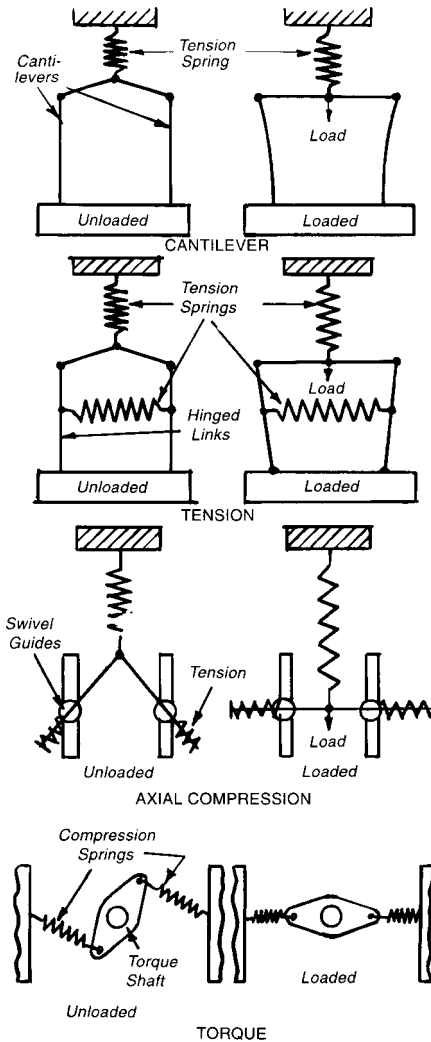 Tension
Spring
Canti-
levers
Load
Unloaded
Loaded
CANTILEVER
Tension
Springs
Load
Hinged
Links
Unloaded
Loaded
TENSION
Swivel
Guides
Tension
Load
Unloaded
Loaded
AXIAL COMPRESSION
Compression
Springs
Torque
Shaft
Loaded
Unloaded
TORQUE